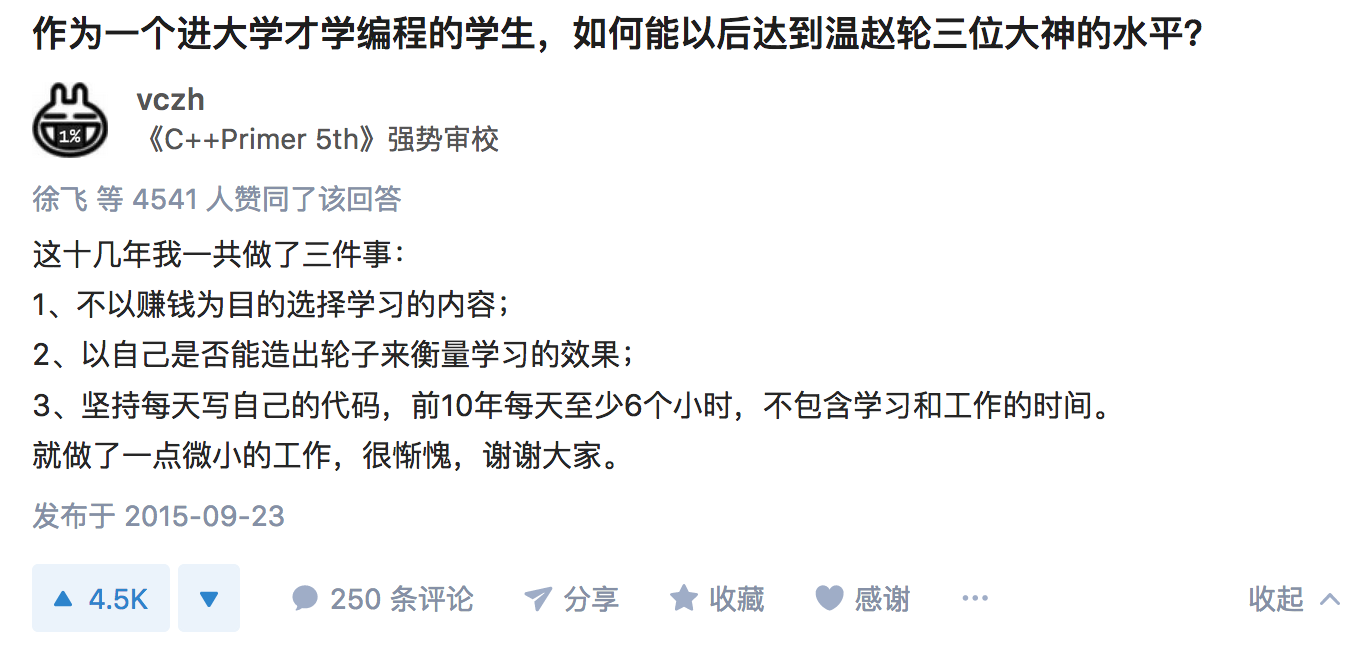 作为一个进大学才学编程的学生，如何能以后达到温赵轮三位大神的水平？
vczh
《C++Primer 5th》强势审校
1%
徐飞 等 4541 人赞同了该回答
这十几年我一共做了三件事：
1、不以赚钱为目的选择学习的内容；
2、以自己是否能造出轮子来衡量学习的效果；
3、坚持每天写自己的代码，前10年每天至少6个小时，不包含学习和工作的时间。
就做了一点微小的工作，很惭愧，谢谢大家。
发布于 2015-09-23
4.5K 250 条评论 分享 收藏 感谢 ··· 收起